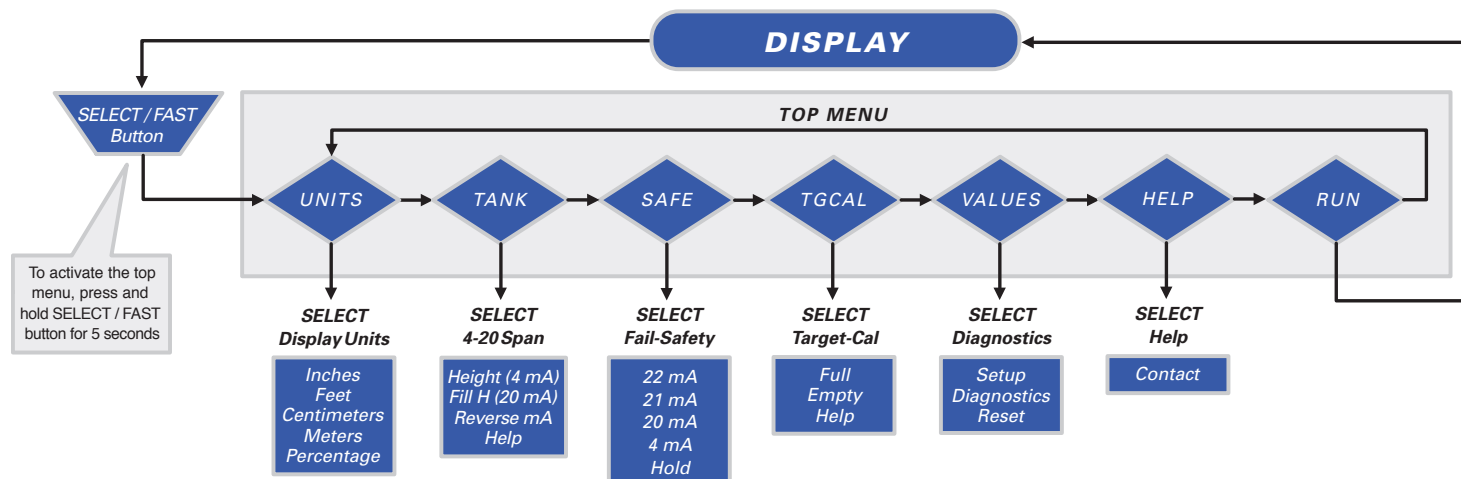 DISPLAY
SELECT / FAST
Button
TOP MENU
UNITS
TANK
SAFE
TGCAL
VALUES
HELP
RUN
To activate the top
menu, press and
hold SELECT / FAST
button for 5 seconds
SELECT
Display Units
Inches
Feet
Centimeters
Meters
Percentage
SELECT
4-20 Span
Height (4 mA)
Fill H (20 mA)
Reverse mA
Help
SELECT
Fail-Safety
22 mA
21 mA
20 mA
4 mA
Hold
SELECT
Target-Cal
Full
Empty
Help
SELECT
Diagnostics
Setup
Diagnostics
Reset
SELECT
Help
Contact